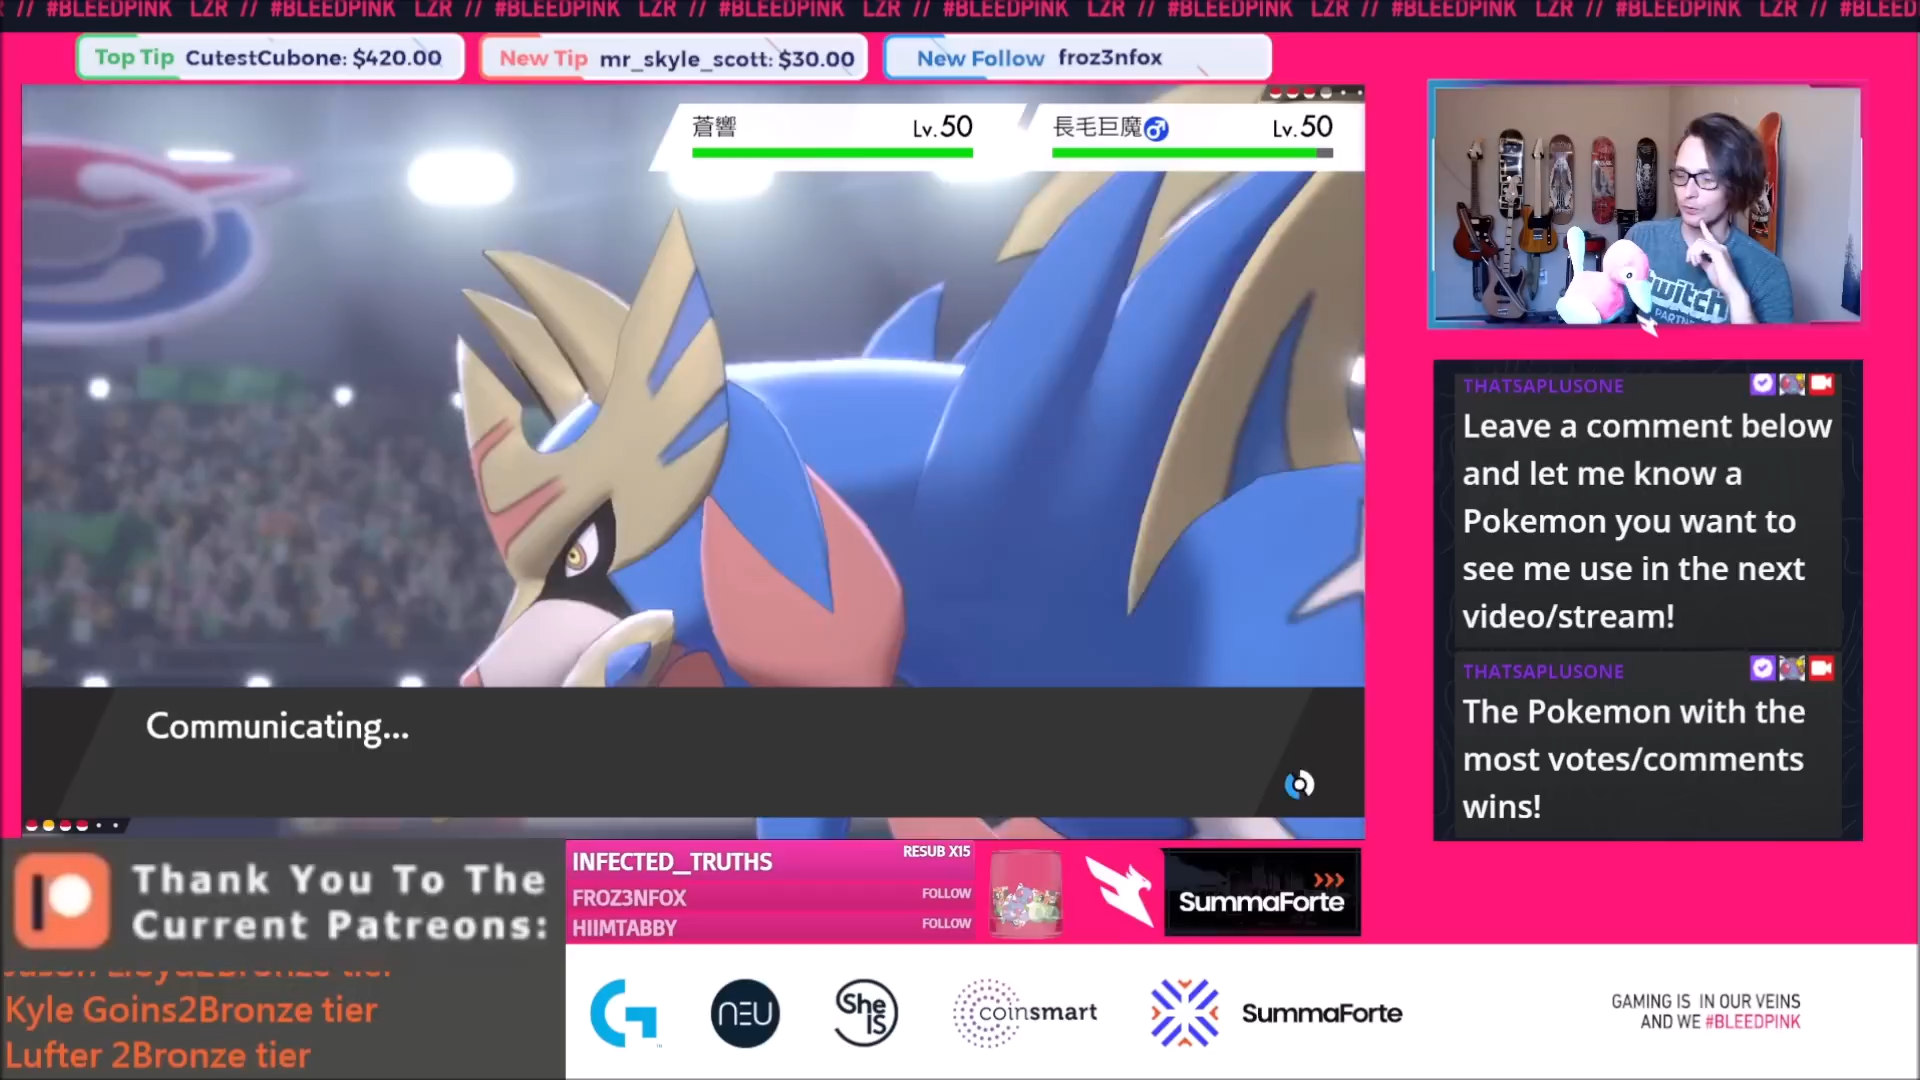 // #BLEEDPINK LZR // #BLEEDPINK LZR // #BLEEDPINK LZR // #BLEEDPINK LZR // #BLEEDPINK LZR // #BLEEDPINK LZR // #BLEEDPINK LZR // #BLEEDPINK LZR // #BLEED
Top Tip CutestCubone: $420.00
New Tip mr_skyle_scott: $30.00
New Follow froz3nfox
蒼響 Lv.50
長毛巨魔♂ Lv.50
Communicating...
Twitch
THATSAPLUSONE
Leave a comment below
and let me know a
Pokemon you want to
see me use in the next
video/stream!
THATSAPLUSONE
The Pokemon with the
most votes/comments
wins!
Thank You To The
Current Patreons:
Kyle Goins2Bronze tier
Lufter 2Bronze tier
INFECTED_TRUTHS RESUB X15
FROZ3NFOX FOLLOW
HIIMTABBY FOLLOW
>>>
SummaForte
G
neu
She
IS
coinsmart
SummaForte
GAMING IS IN OUR VEINS
AND WE #BLEEDPINK